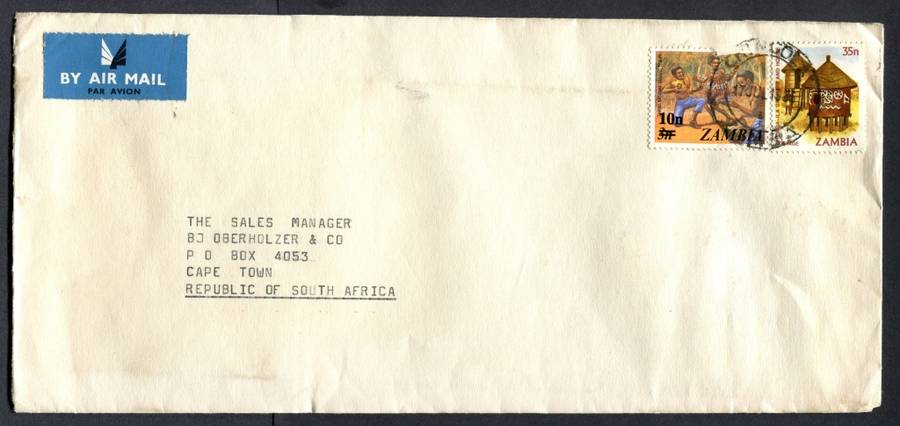 BY AIR MAIL
PAR AVION
10n
3n
ZAMBIA
35n
ZAMBIA
THE SALES MANAGER
BJ OBERHOLZER & CO
P O BOX 4053
CAPE TOWN
REPUBLIC OF SOUTH AFRICA